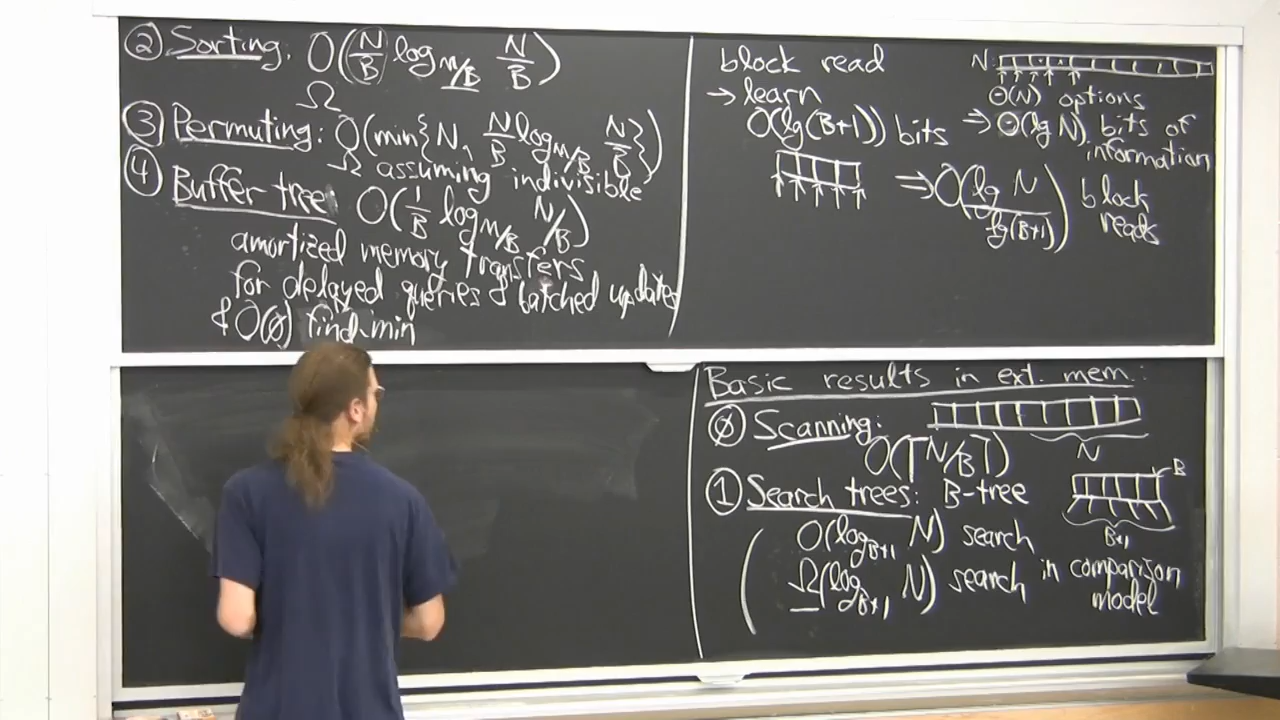 ② Sorting: O(N/B log_{M/B} N/B)
Ω
③ Permuting: O(min{N, N/B log_{M/B} N/B})
Ω assuming indivisible
④ Buffer tree: O(1/B log_{M/B} N/B)
amortized memory transfers
for delayed queries & batched updates
& O(∅) find-min
block read
→ learn
O(lg(B+1)) bits
N:
Θ(N) options
⇒ Θ(lg N) bits of
information
⇒ O(lg N / lg(B+1)) block
reads
Basic results in ext. mem.:
⓪ Scanning:
N
O(⌈N/B⌉)
① Search trees: B-tree
B
B+1
O(log_{B+1} N) search
( Ω(log_{B+1} N) search in comparison
model